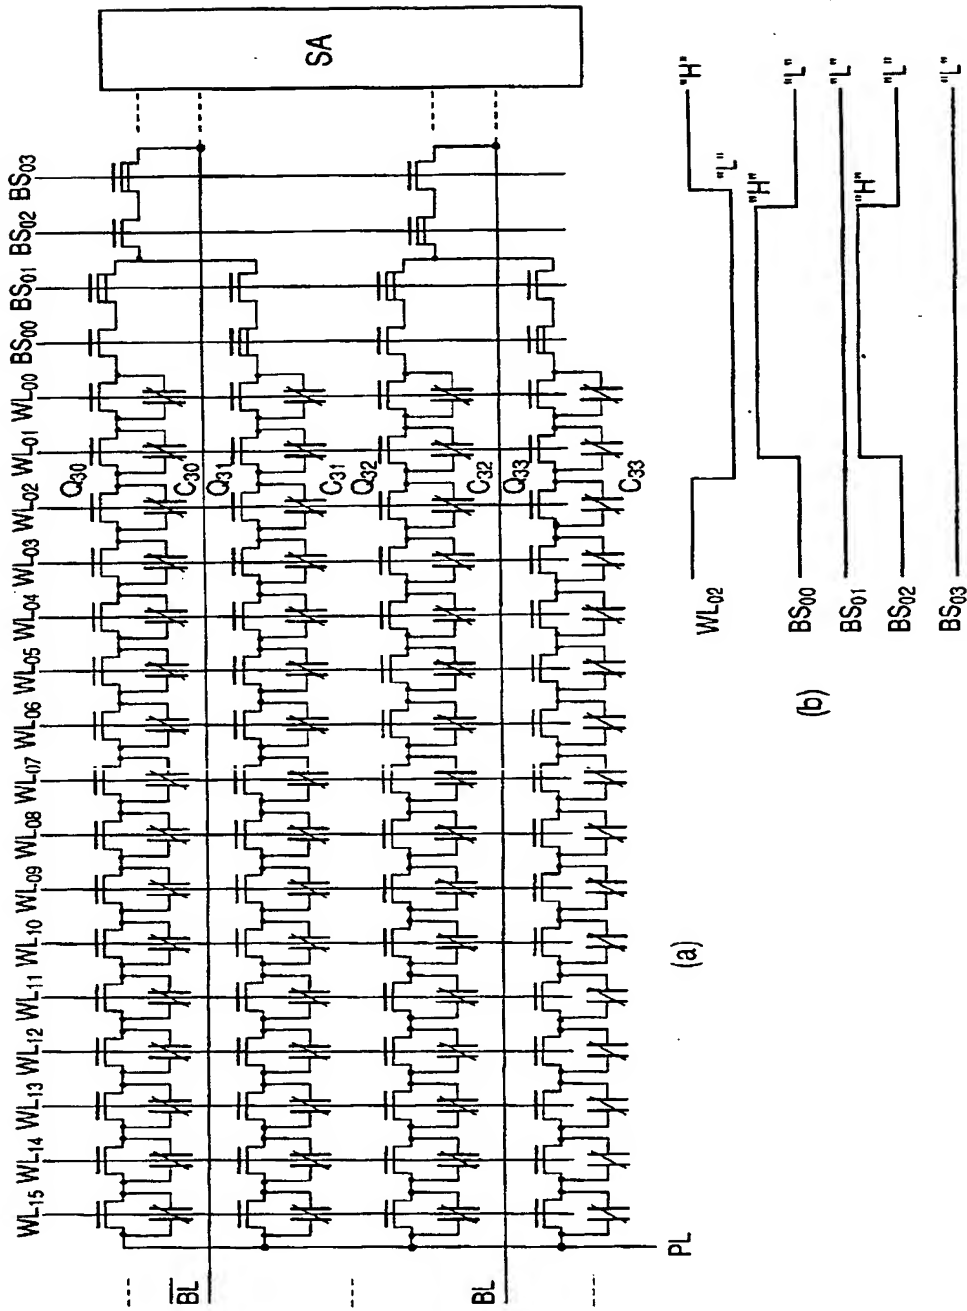 WL15 WL14 WL13 WL12 WL11 WL10 WL09 WL08 WL07 WL06 WL05 WL04 WL03 WL02 WL01 WL00 BS00 BS01 BS02 BS03
SA
Q30
C30
BL
Q31
C31
Q32
C32
BL
Q33
C33
PL
(a)
WL02 "L" "H"
BS00 "H" "L"
BS01 "L"
BS02 "H" "L"
BS03 "L"
(b)